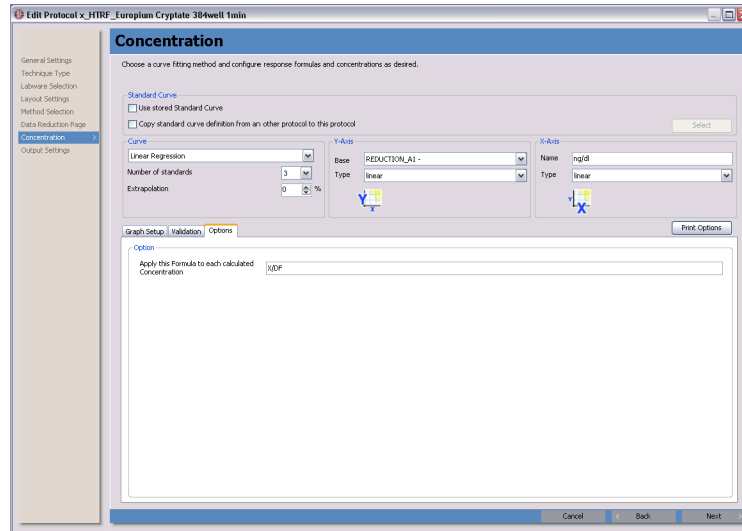 Edit Protocol x_HTRF_Europium Cryptate 384well 1min
Concentration
Choose a curve fitting method and configure response formulas and concentrations as desired.
General Settings
Technique Type
Labware Selection
Layout Settings
Method Selection
Data Reduction Page
Concentration >
Output Settings
Standard Curve
Use stored Standard Curve
Copy standard curve definition from an other protocol to this protocol
Select
Curve
Linear Regression
Number of standards 3
Extrapolation 0 %
Y-Axis
Base REDUCTION_A1 -
Type linear
Y
x
X-Axis
Name ng/dl
Type linear
Y
X
Graph Setup Validation Options
Print Options
Option
Apply this Formula to each calculated
Concentration
X/DF
Cancel < Back Next >